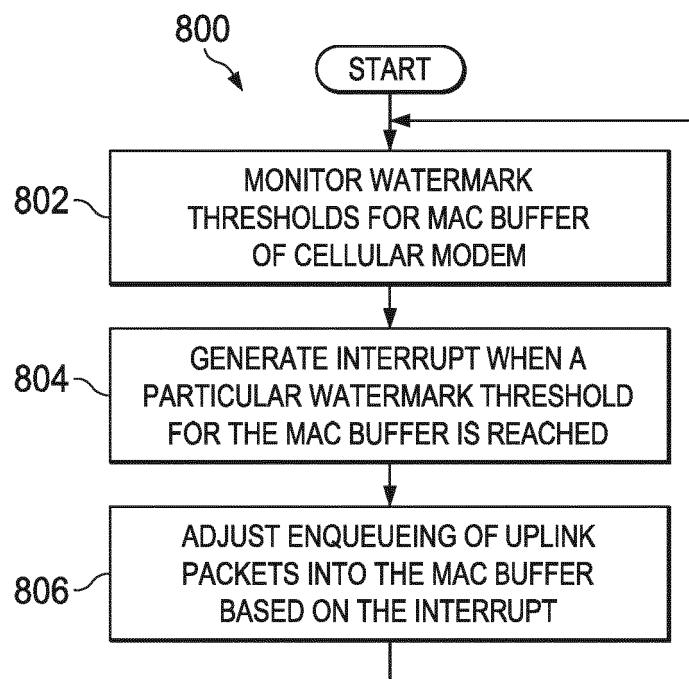 800
START
802
MONITOR WATERMARK
THRESHOLDS FOR MAC BUFFER
OF CELLULAR MODEM
804
GENERATE INTERRUPT WHEN A
PARTICULAR WATERMARK THRESHOLD
FOR THE MAC BUFFER IS REACHED
806
ADJUST ENQUEUEING OF UPLINK
PACKETS INTO THE MAC BUFFER
BASED ON THE INTERRUPT